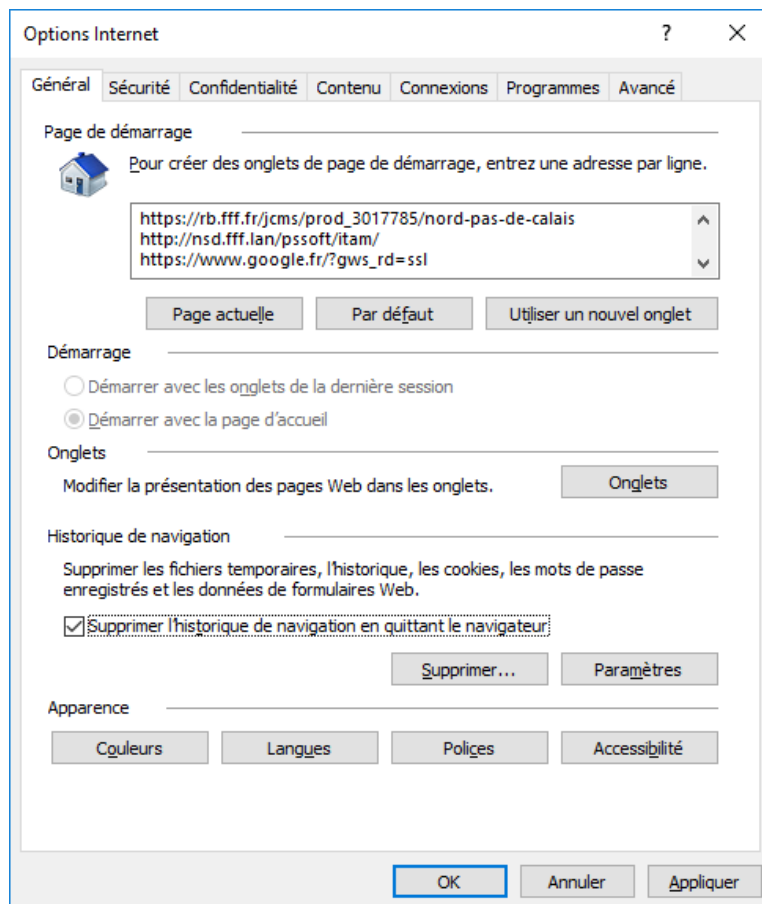 Options Internet
Général Sécurité Confidentialité Contenu Connexions Programmes Avancé
Page de démarrage
Pour créer des onglets de page de démarrage, entrez une adresse par ligne.
https://rb.fff.fr/jcms/prod_3017785/nord-pas-de-calais
http://nsd.fff.lan/pssoft/itam/
https://www.google.fr/?gws_rd=ssl
Page actuelle Par défaut Utiliser un nouvel onglet
Démarrage
Démarrer avec les onglets de la dernière session
Démarrer avec la page d'accueil
Onglets
Modifier la présentation des pages Web dans les onglets. Onglets
Historique de navigation
Supprimer les fichiers temporaires, l'historique, les cookies, les mots de passe
enregistrés et les données de formulaires Web.
Supprimer l'historique de navigation en quittant le navigateur
Supprimer... Paramètres
Apparence
Couleurs Langues Polices Accessibilité
OK Annuler Appliquer